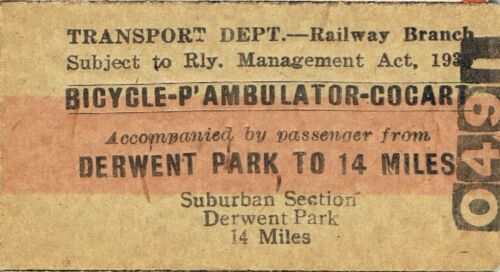 TRANSPORT DEPT.—Railway Branch
Subject to Rly. Management Act, 193
BICYCLE-P'AMBULATOR-COCART
Accompanied by passenger from
DERWENT PARK TO 14 MILES
Suburban Section
Derwent Park
14 Miles
049